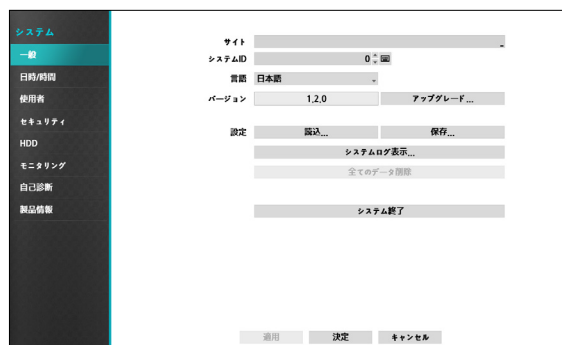 システム
一般
日時/時間
使用者
セキュリティ
HDD
モニタリング
自己診断
製品情報
サイト
システムID 0
言語 日本語
バージョン 1,2,0 アップグレード...
設定 読込... 保存...
システムログ表示...
全てのデータ削除
システム終了
適用 決定 キャンセル